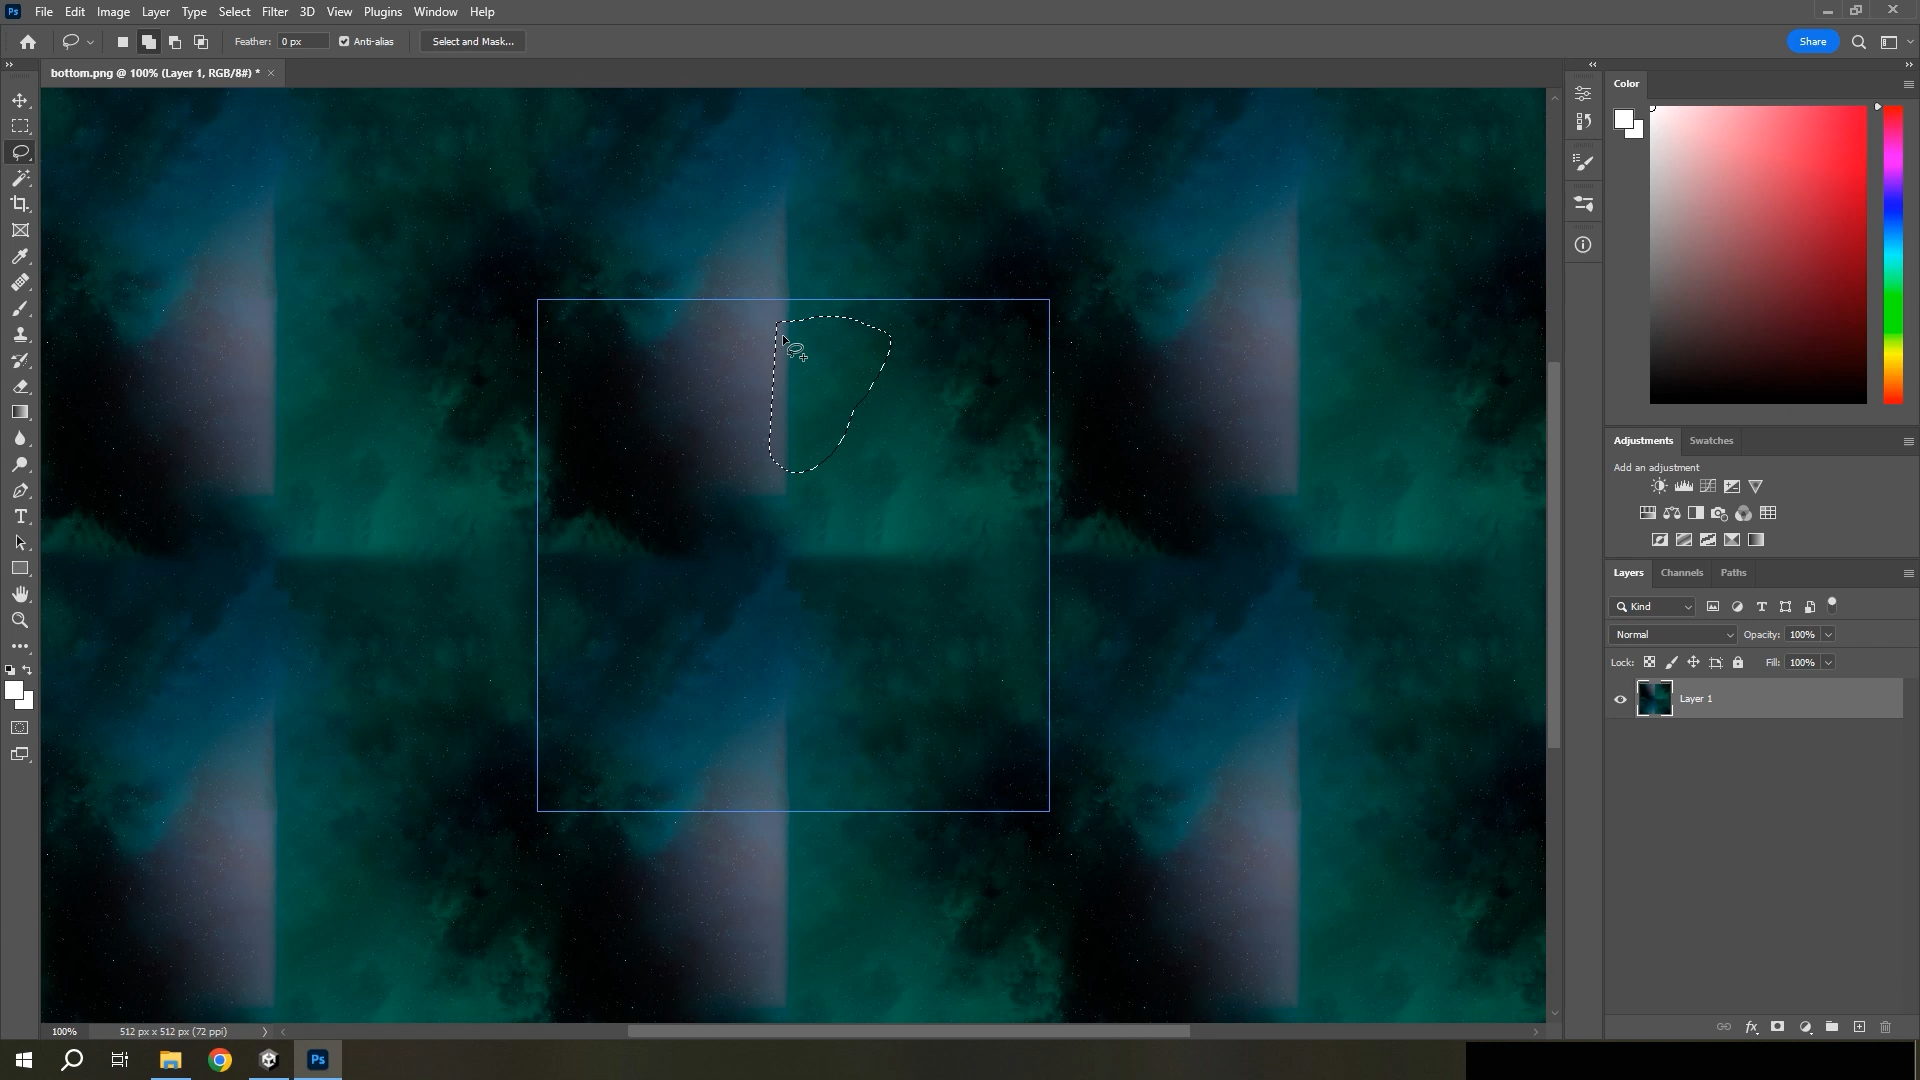 Ps File Edit Image Layer Type Select Filter 3D View Plugins Window Help
Feather: 0 px Anti-alias Select and Mask... Share
bottom.png @ 100% (Layer 1, RGB/8#) *
Color
Adjustments Swatches
Add an adjustment
Layers Channels Paths
Kind
Normal Opacity: 100%
Lock: Fill: 100%
Layer 1
100% 512 px x 512 px (72 ppi)
Ps